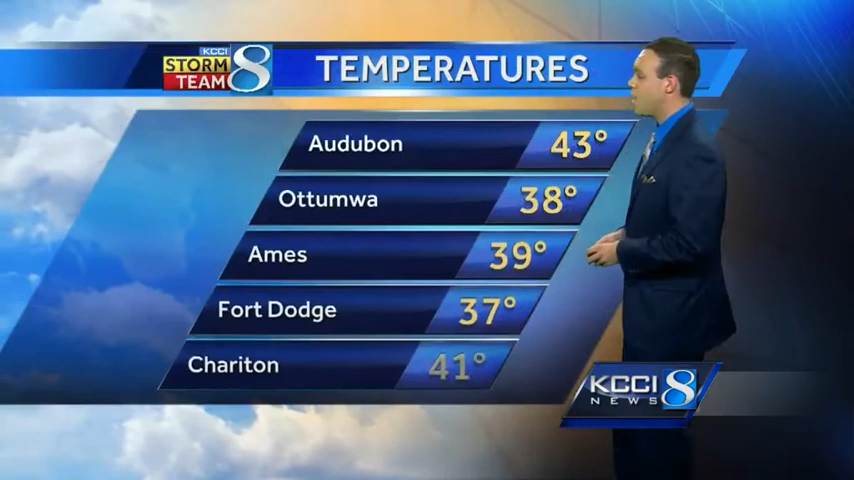 KCCI
STORM
TEAM 8
TEMPERATURES
Audubon 43°
Ottumwa 38°
Ames 39°
Fort Dodge 37°
Chariton 41°
KCCI 8
NEWS